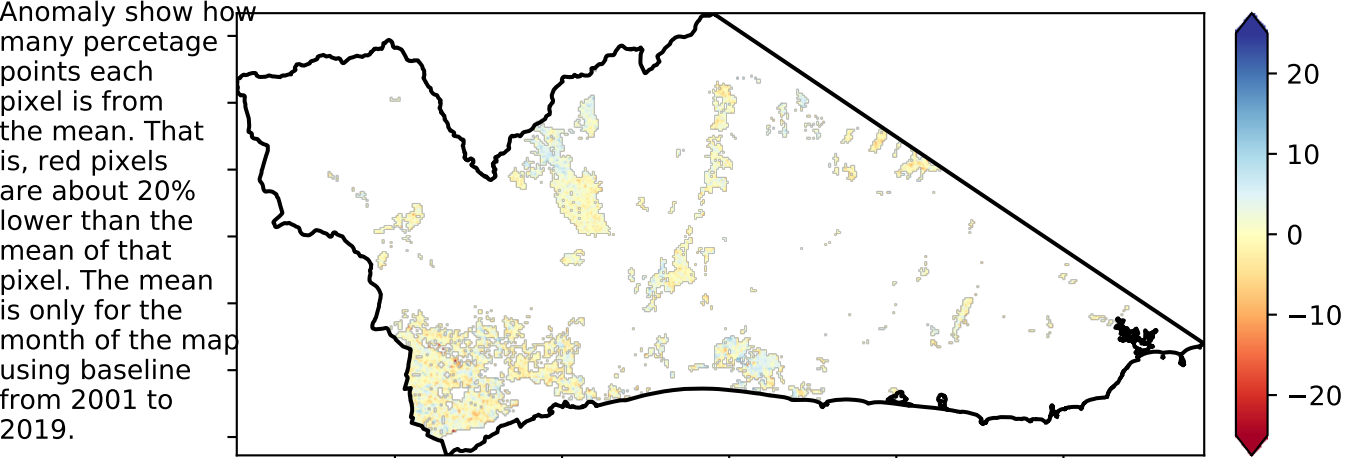 Anomaly show how
many percetage
points each
pixel is from
the mean. That
is, red pixels
are about 20%
lower than the
mean of that
pixel. The mean
is only for the
month of the map
using baseline
from 2001 to
2019.
20
10
0
−10
−20